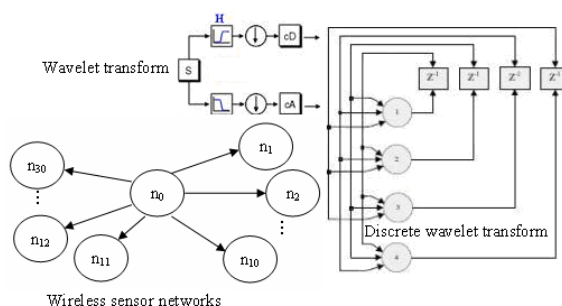 H
Wavelet transform
S
cD
cA
Z⁻¹ Z⁻¹ Z⁻¹ Z⁻¹
1
2
3
4
Discrete wavelet transform
n₀
n₁
n₂
n₁₀
n₁₁
n₁₂
n₃₀
⋮
⋮
Wireless sensor networks